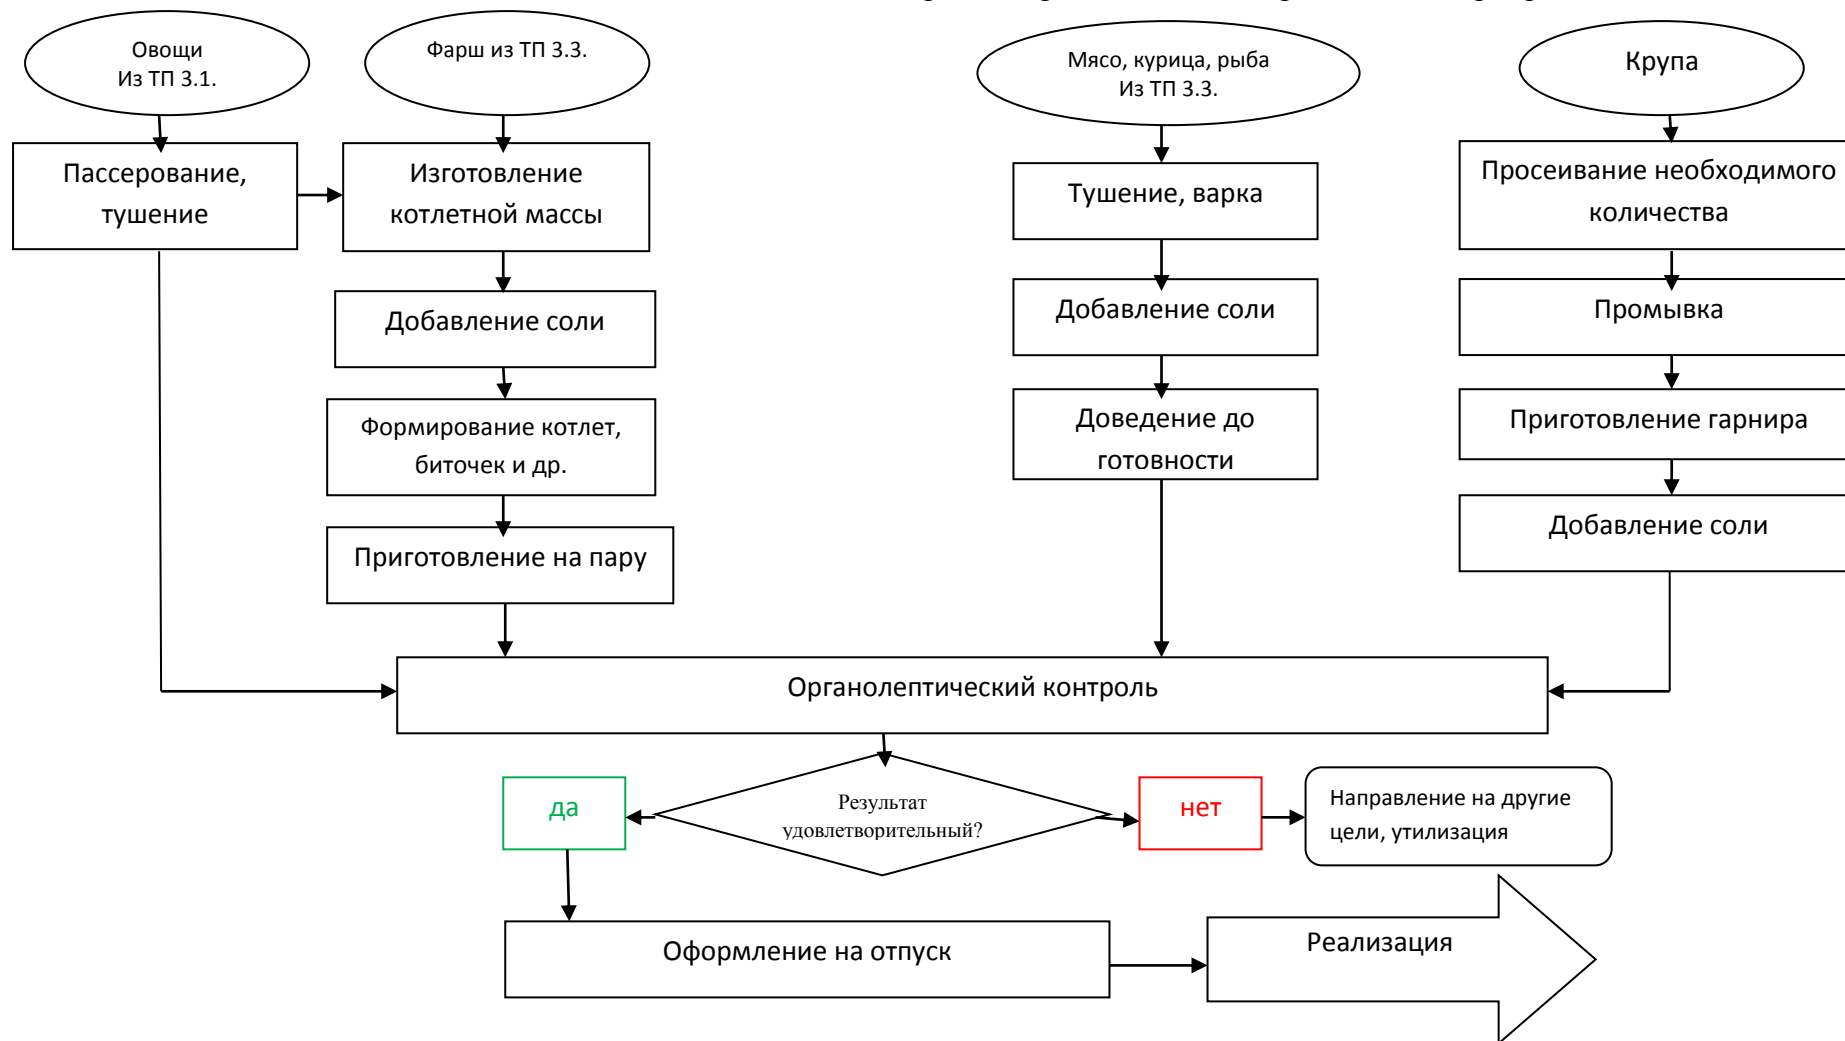 Овощи
Из ТП 3.1.
Фарш из ТП 3.3.
Мясо, курица, рыба
Из ТП 3.3.
Крупа
Пассерование,
тушение
Изготовление
котлетной массы
Тушение, варка
Просеивание необходимого
количества
Добавление соли
Добавление соли
Промывка
Формирование котлет,
биточек и др.
Доведение до
готовности
Приготовление гарнира
Приготовление на пару
Добавление соли
Органолептический контроль
да
Результат
удовлетворительный?
нет
Направление на другие
цели, утилизация
Оформление на отпуск
Реализация